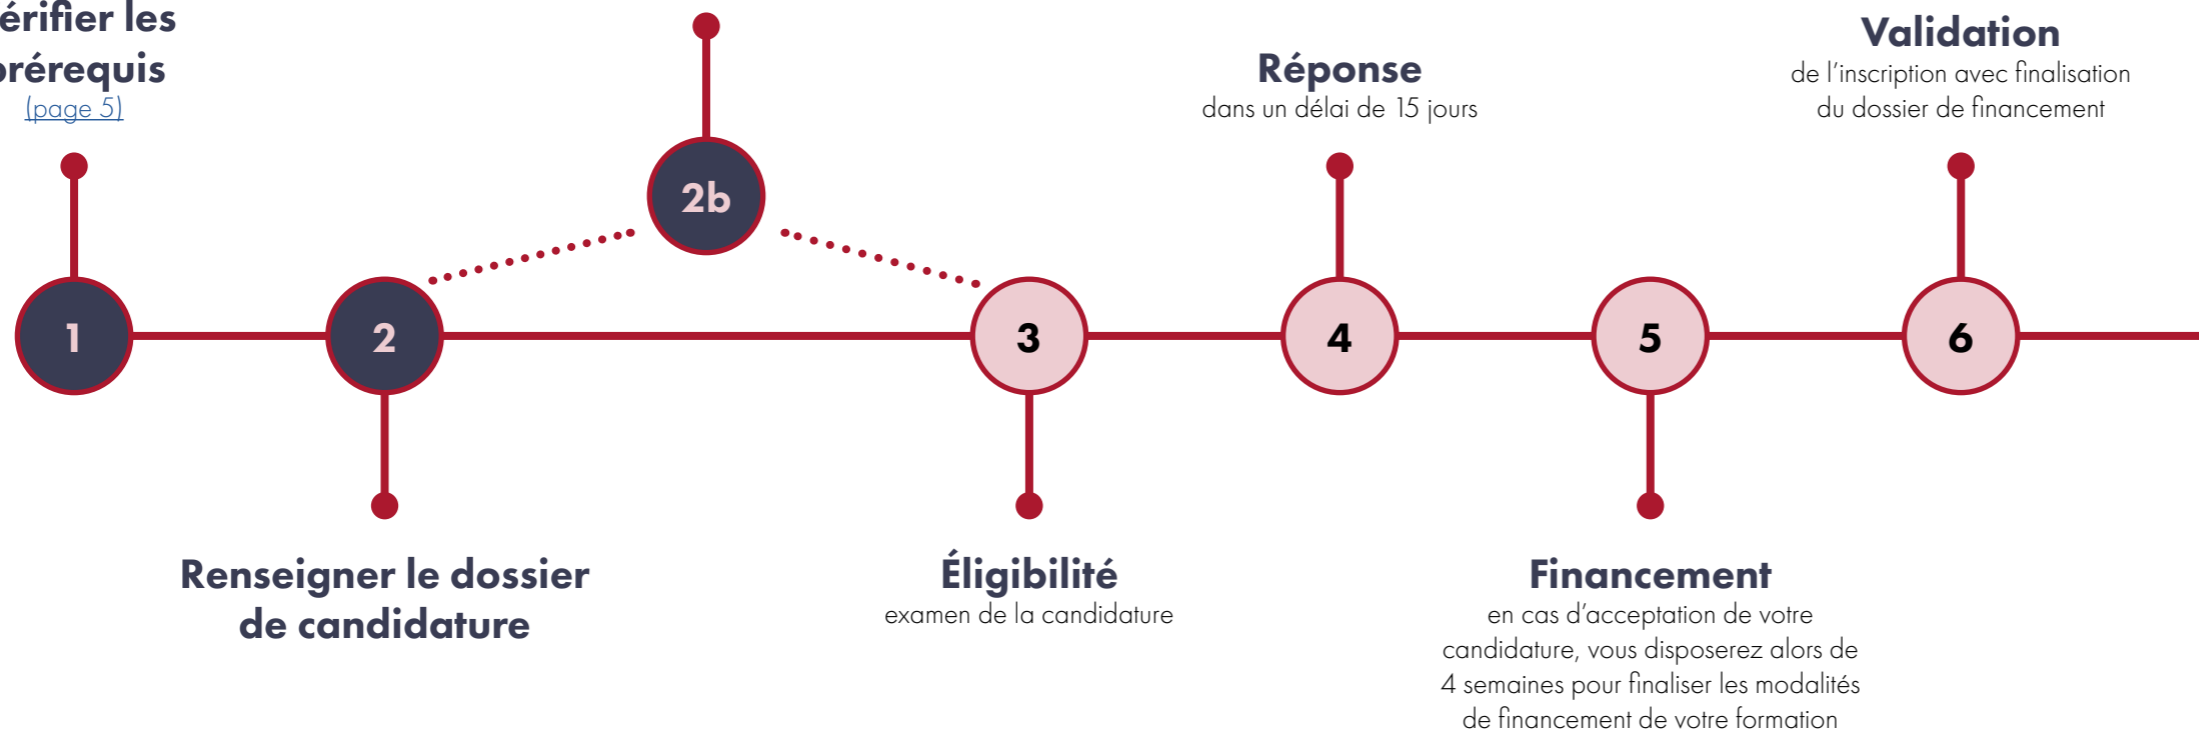 érifier les
prérequis
(page 5)
Réponse
dans un délai de 15 jours
Validation
de l'inscription avec finalisation
du dossier de financement
2b
1
2
3
4
5
6
Renseigner le dossier
de candidature
Éligibilité
examen de la candidature
Financement
en cas d'acceptation de votre
candidature, vous disposerez alors de
4 semaines pour finaliser les modalités
de financement de votre formation